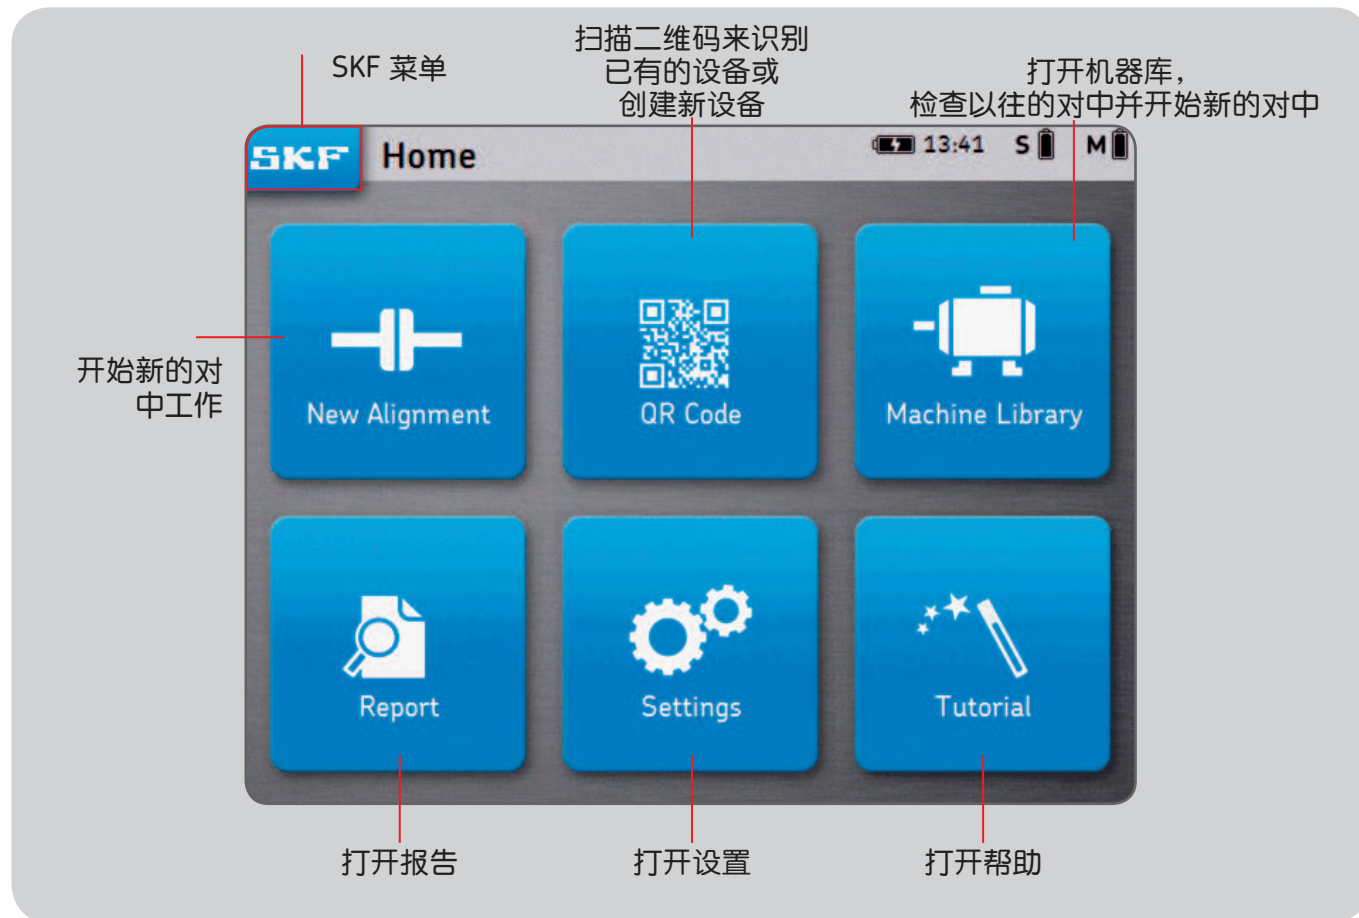 SKF 菜单
扫描二维码来识别
已有的设备或
创建新设备
打开机器库，
检查以往的对中并开始新的对中
SKF
Home
13:41
S
M
开始新的对
中工作
New Alignment
QR Code
Machine Library
Report
Settings
Tutorial
打开报告
打开设置
打开帮助